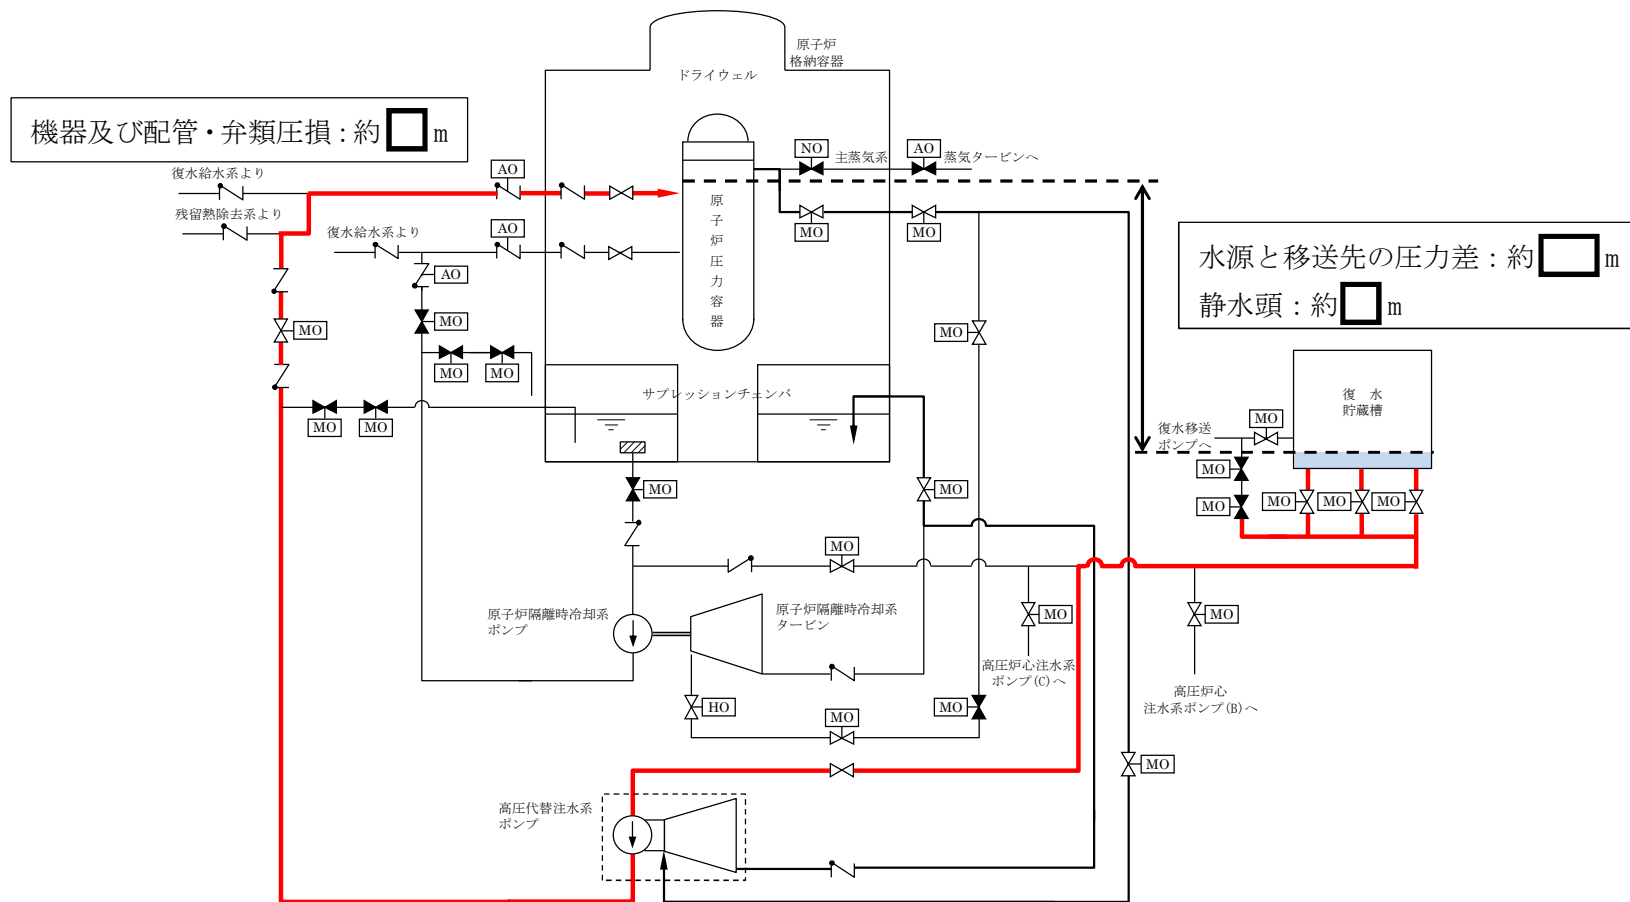 原子炉
格納容器
ドライウェル
機器及び配管・弁類圧損：約 m
復水給水系より
AO
NO
主蒸気系
AO
蒸気タービンへ
残留熱除去系より
復水給水系より
AO
原子炉圧力容器
MO
MO
水源と移送先の圧力差：約 m
静水頭：約 m
AO
MO
MO
MO
MO
MO
サプレッションチェンバ
復水
貯蔵槽
MO
MO
復水移送
ポンプへ
MO
MO
MO
MO
MO
MO
MO
MO
MO
原子炉隔離時冷却系
ポンプ
原子炉隔離時冷却系
タービン
MO
MO
高圧炉心注水系
ポンプ(C)へ
高圧炉心
注水系ポンプ(B)へ
HO
MO
MO
MO
高圧代替注水系
ポンプ